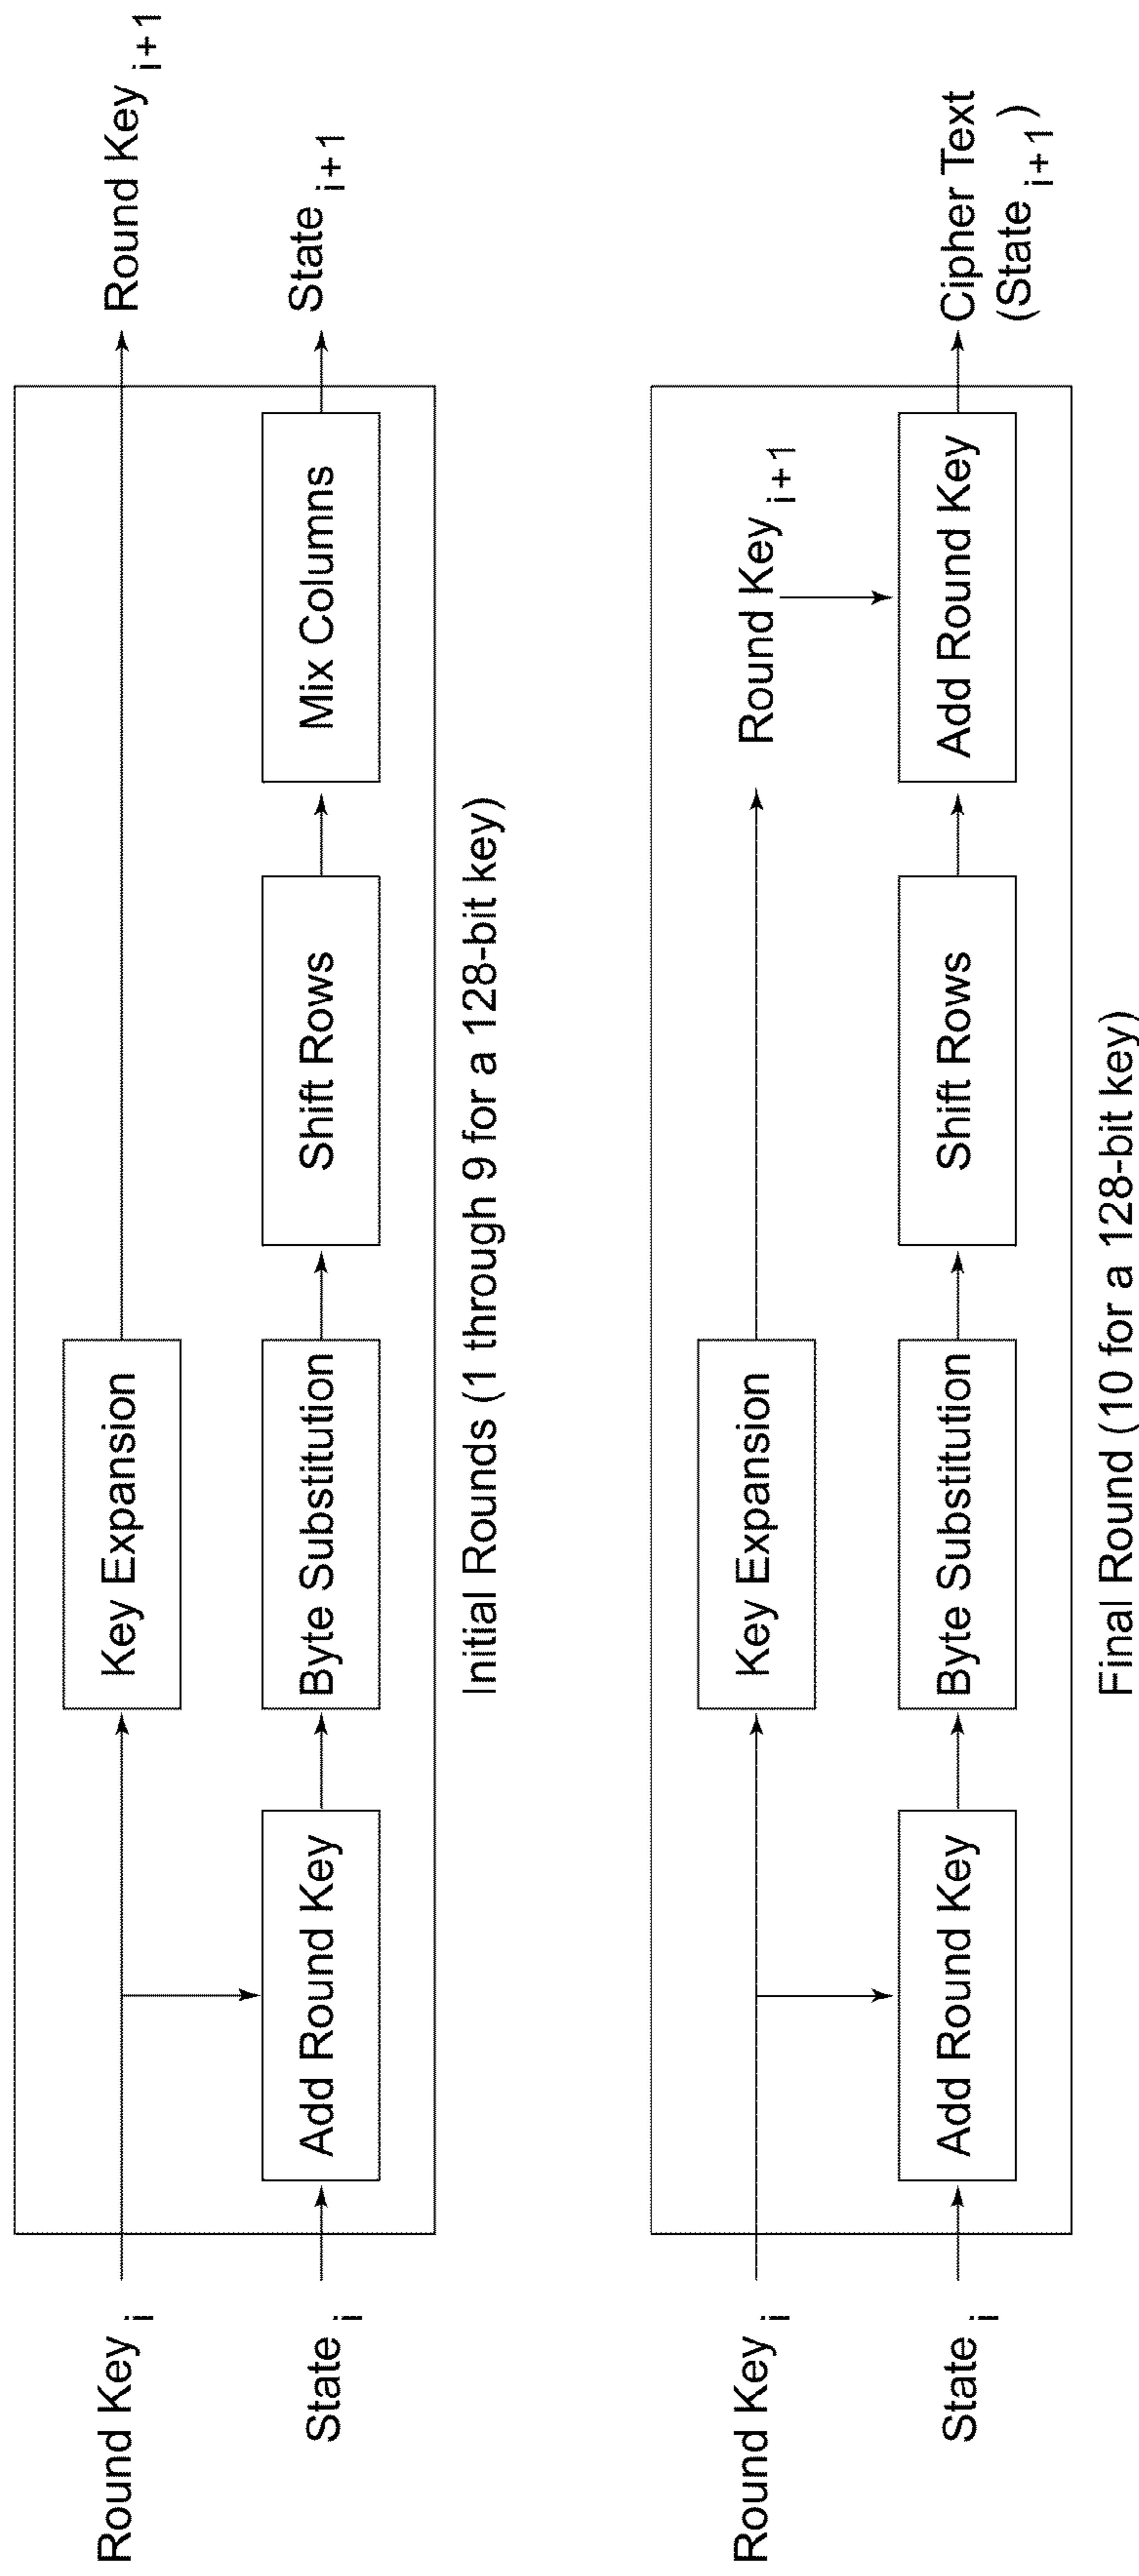 Round Key i
Key Expansion
Round Key i+1
State i
Add Round Key
Byte Substitution
Shift Rows
Mix Columns
State i+1
Initial Rounds (1 through 9 for a 128-bit key)
Round Key i
Key Expansion
Round Key i+1
State i
Add Round Key
Byte Substitution
Shift Rows
Add Round Key
Cipher Text
(State i+1)
Final Round (10 for a 128-bit key)